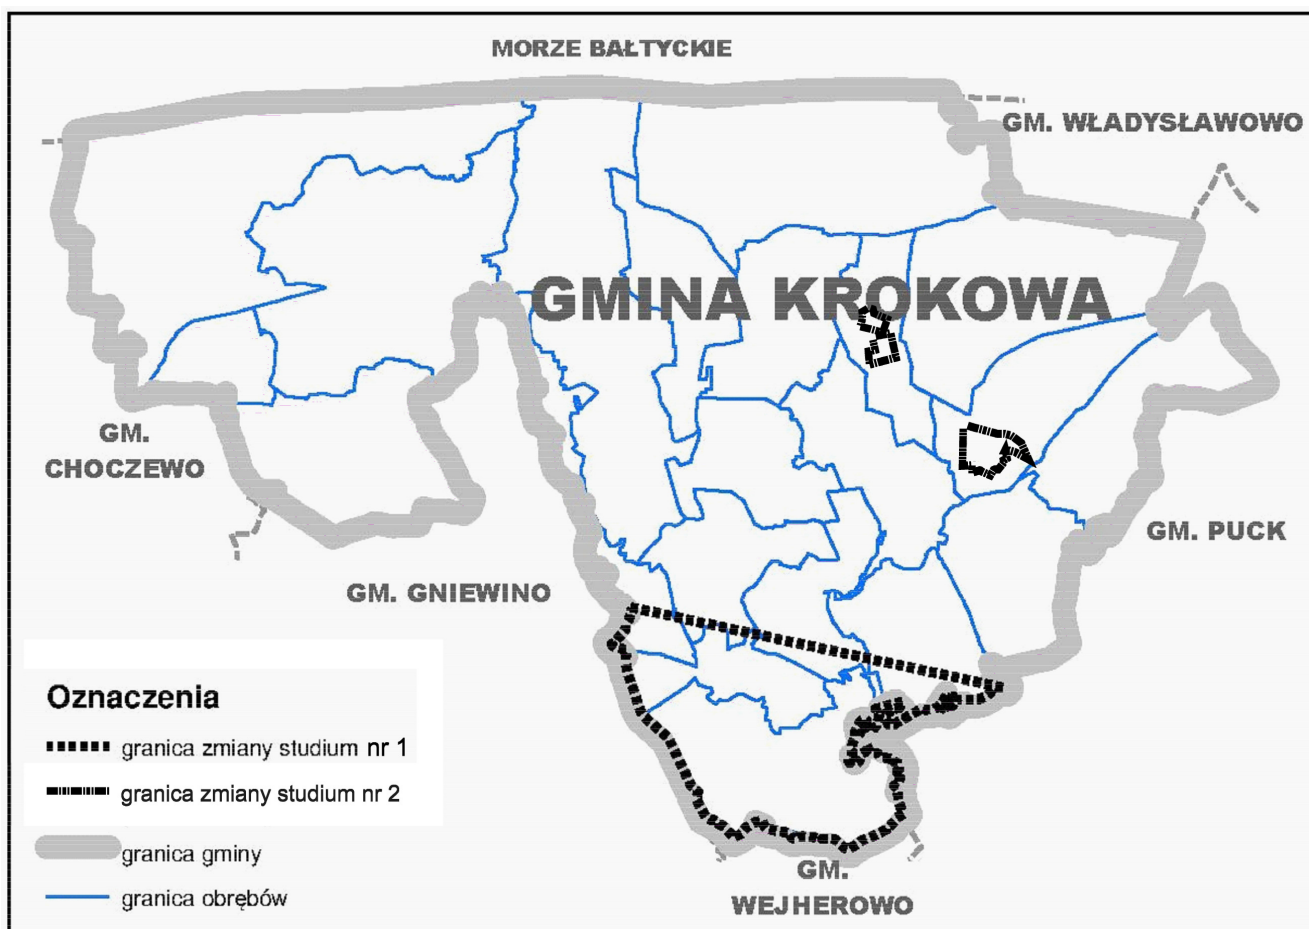 MORZE BAŁTYCKIE
GM. WŁADYSŁAWOWO
GMINA KROKOWA
GM.
CHOCZEWO
GM. PUCK
GM. GNIEWINO
Oznaczenia
granica zmiany studium nr 1
granica zmiany studium nr 2
granica gminy
granica obrębów
GM.
WEJHEROWO